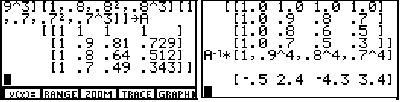 9^3][1,.8,.8²,.8^3][1
,.7,.7²,.7^3]]→A
[[1 1 1 1 ]
[1 .9 .81 .729]
[1 .8 .64 .512]
[1 .7 .49 .343]]
y(x)= RANGE ZOOM TRACE GRAPH
[[1.0 1.0 1.0 1.0]
[1.0 .9 .8 .7 ]
[1.0 .8 .6 .5 ]
[1.0 .7 .5 .3 ]]
A⁻¹*[1,.9^4,.8^4,.7^4]
[-.5 2.4 -4.3 3.4]